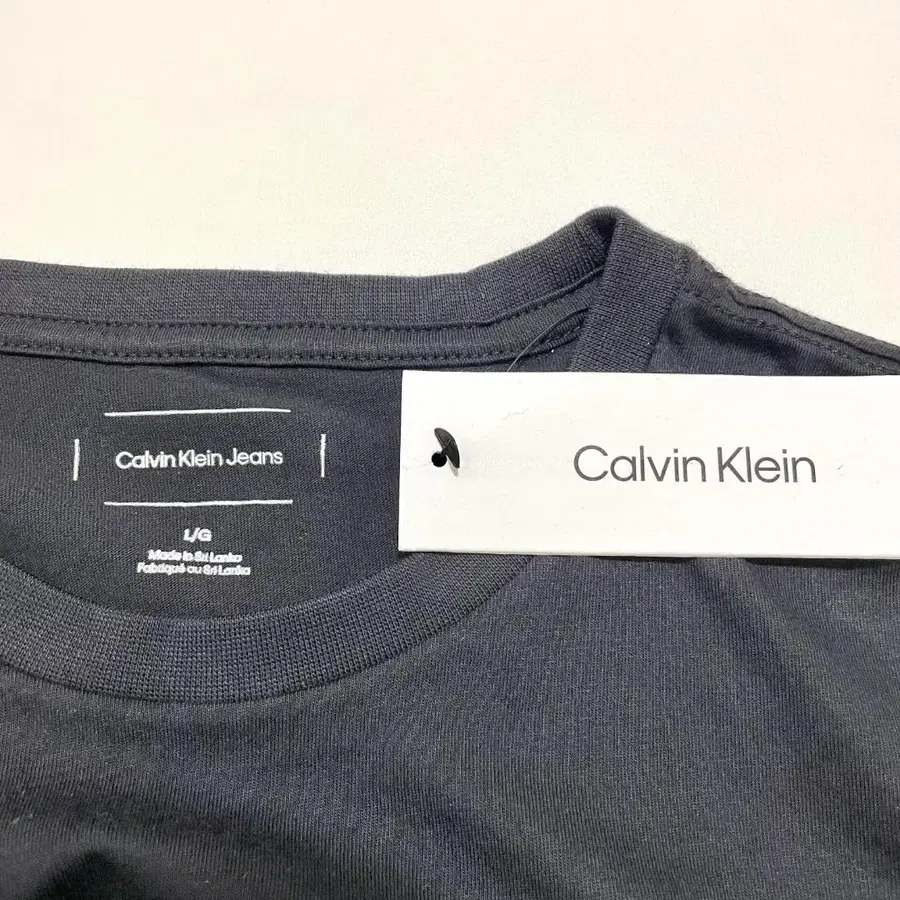 Calvin Klein Jeans
L/G
Made in Sri Lanka
Fabriqué au Sri Lanka
Calvin Klein